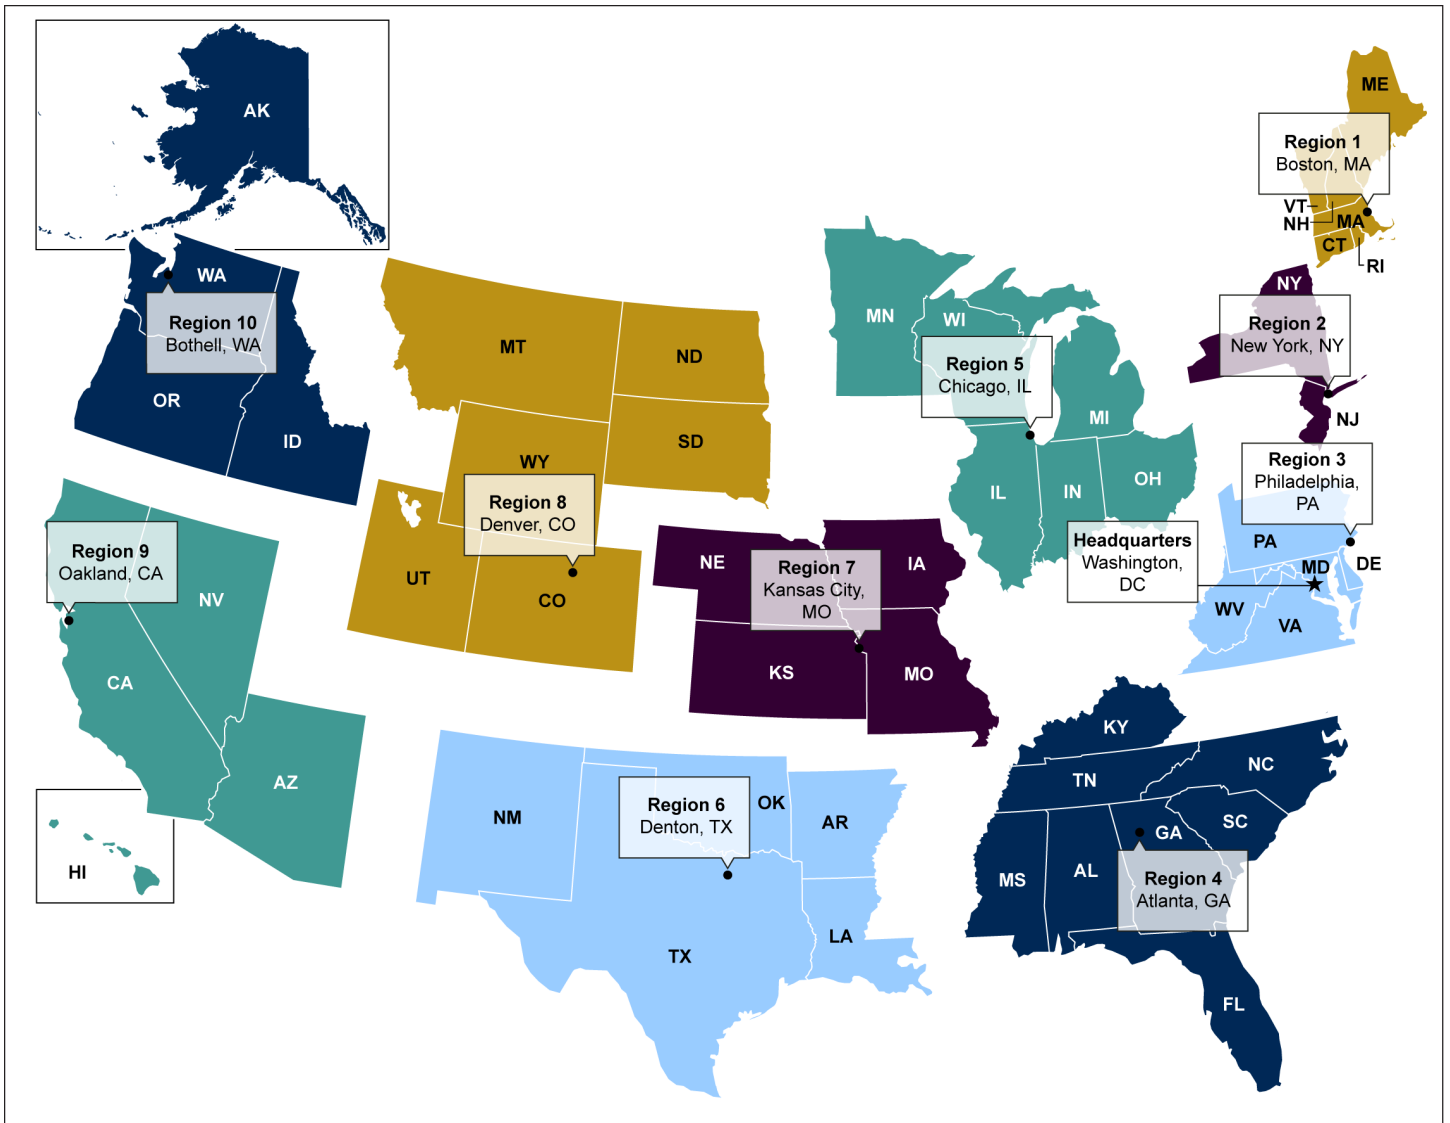 AK
ME
Region 1
Boston, MA
VT
NH
MA
CT
RI
WA
Region 10
Bothell, WA
OR
ID
MT
ND
SD
WY
Region 8
Denver, CO
UT
CO
MN
WI
Region 5
Chicago, IL
MI
IL
IN
OH
NY
Region 2
New York, NY
NJ
Region 3
Philadelphia,
PA
PA
DE
MD
Headquarters
Washington,
DC
WV
VA
Region 9
Oakland, CA
NV
CA
AZ
HI
NE
IA
Region 7
Kansas City,
MO
KS
MO
NM
Region 6
Denton, TX
OK
AR
TX
LA
KY
TN
NC
SC
MS
AL
GA
Region 4
Atlanta, GA
FL